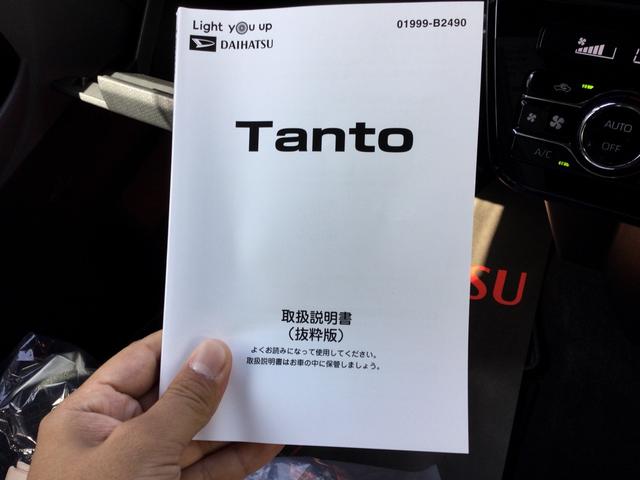 Light you up
DAIHATSU
01999-B2490
Tanto
取扱説明書
（抜粋版）
よくお読みになって使用してください。
取扱説明書はお車の中に保管しましょう。
AUTO
OFF
A/C
SU